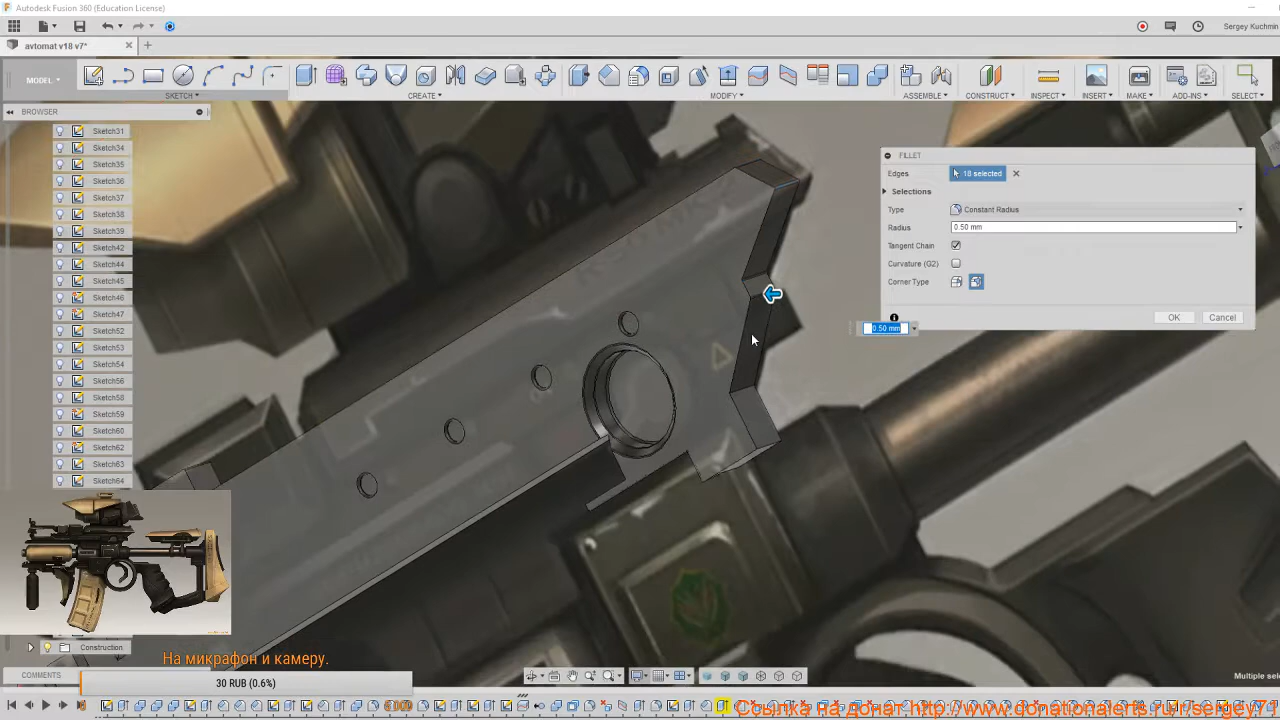 Autodesk Fusion 360 (Education License)
Sergey Kuchmin
avtomat v18 v7*
MODEL
SKETCH
CREATE
MODIFY
ASSEMBLE
CONSTRUCT
INSPECT
INSERT
MAKE
ADD-INS
SELECT
BROWSER
Sketch31
Sketch34
Sketch35
Sketch36
Sketch37
Sketch38
Sketch39
Sketch42
Sketch44
Sketch45
Sketch46
Sketch47
Sketch52
Sketch53
Sketch54
Sketch56
Sketch58
Sketch59
Sketch60
Sketch62
Sketch63
Sketch64
Construction
FILLET
Edges
18 selected
Selections
Type
Constant Radius
Radius
0.50 mm
Tangent Chain
Curvature (G2)
Corner Type
OK
Cancel
0.50 mm
На микрофон и камеру.
30 RUB (0.6%)
COMMENTS
Multiple sel
Ссылка на донат: http://www.donationalerts.ru/r/sergey71